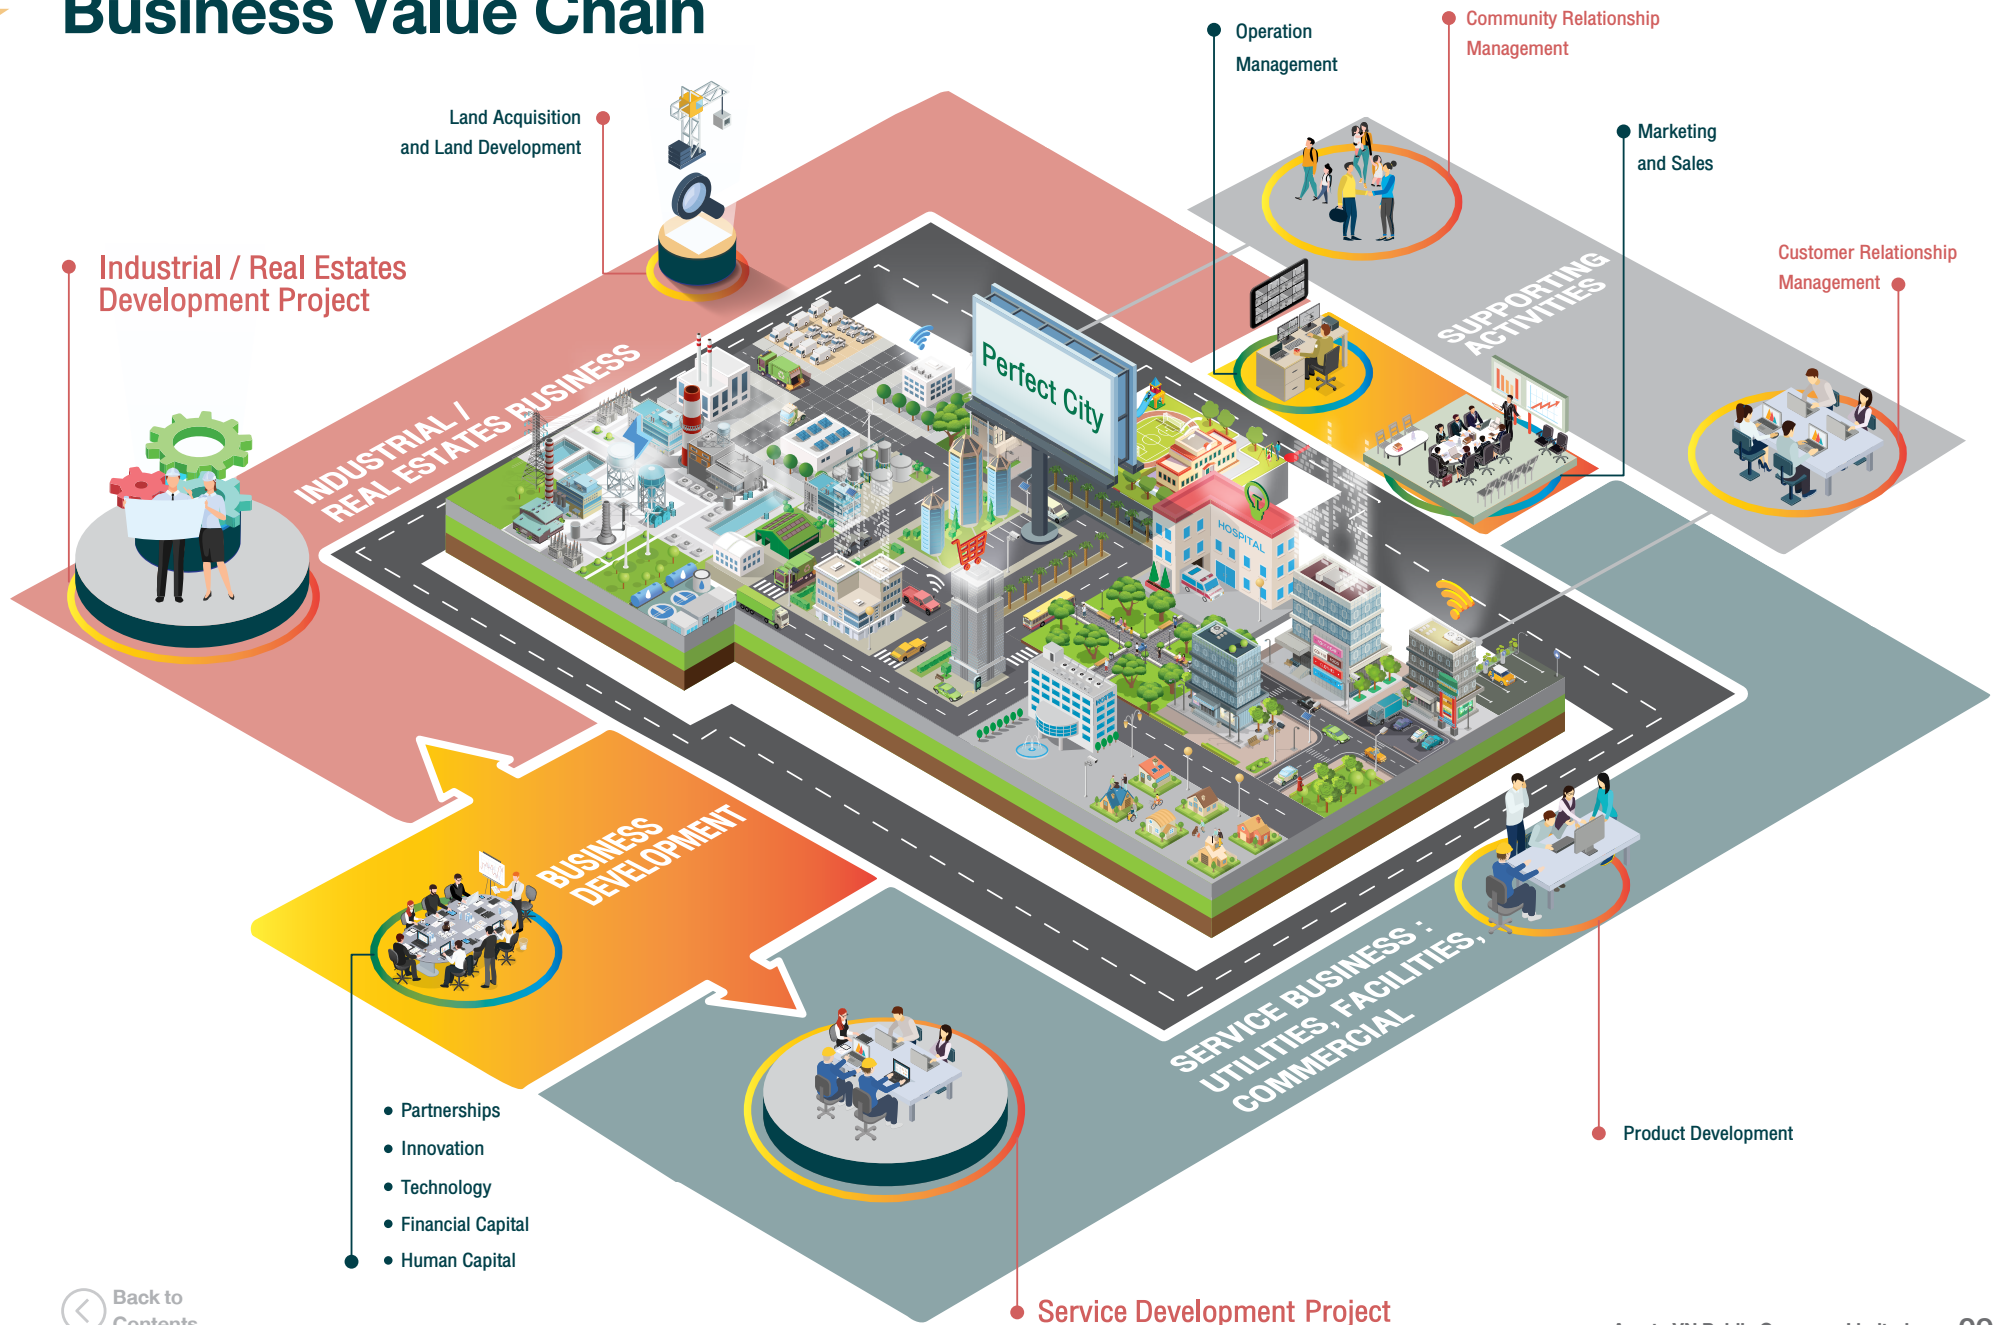 Business Value Chain
Operation
Management
Community Relationship
Management
Land Acquisition
and Land Development
Marketing
and Sales
Customer Relationship
Management
Industrial / Real Estates
Development Project
SUPPORTING
ACTIVITIES
INDUSTRIAL /
REAL ESTATES BUSINESS
Perfect City
HOSPITAL
BUSINESS
DEVELOPMENT
SERVICE BUSINESS :
UTILITIES, FACILITIES,
COMMERCIAL
Partnerships
Innovation
Technology
Financial Capital
Human Capital
Product Development
Service Development Project
Back to
Contents